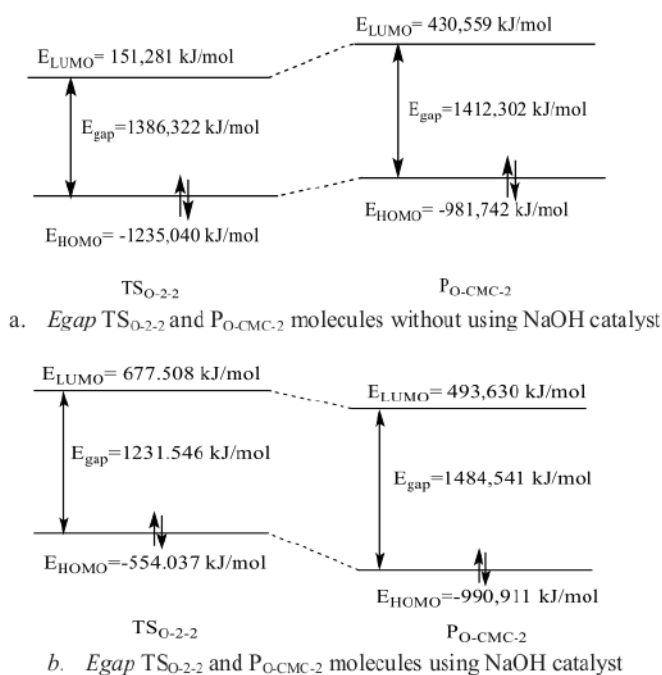 E_LUMO= 430,559 kJ/mol
E_LUMO= 151,281 kJ/mol
E_gap=1412,302 kJ/mol
E_gap=1386,322 kJ/mol
E_HOMO= -981,742 kJ/mol
E_HOMO= -1235,040 kJ/mol
TS_O-2-2
P_O-CMC-2
a. Egap TS_O-2-2 and P_O-CMC-2 molecules without using NaOH catalyst
E_LUMO= 677.508 kJ/mol
E_LUMO= 493,630 kJ/mol
E_gap=1231.546 kJ/mol
E_gap=1484,541 kJ/mol
E_HOMO=-554.037 kJ/mol
E_HOMO=-990,911 kJ/mol
TS_O-2-2
P_O-CMC-2
b. Egap TS_O-2-2 and P_O-CMC-2 molecules using NaOH catalyst